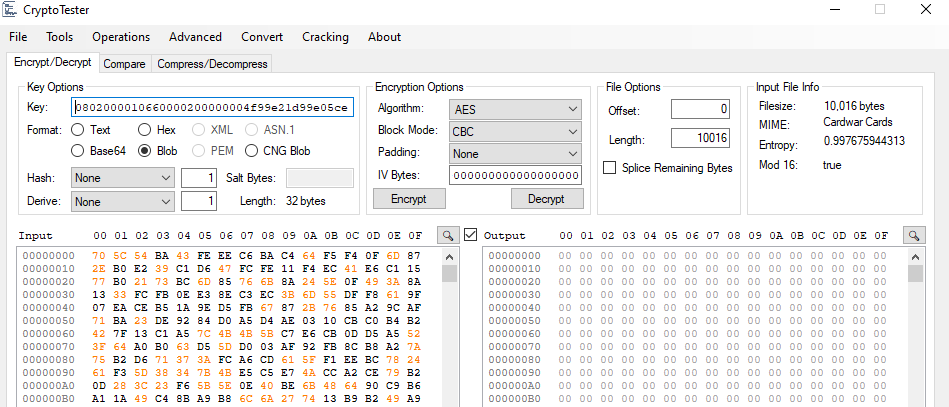 CryptoTester
File Tools Operations Advanced Convert Cracking About
Encrypt/Decrypt Compare Compress/Decompress
Key Options
Key: 0802000010660000200000004f99e21d99e05ce
Format: Text Hex XML ASN.1
Base64 Blob PEM CNG Blob
Hash: None 1 Salt Bytes:
Derive: None 1 Length: 32 bytes
Encryption Options
Algorithm: AES
Block Mode: CBC
Padding: None
IV Bytes: 000000000000000000
Encrypt Decrypt
File Options
Offset: 0
Length: 10016
Splice Remaining Bytes
Input File Info
Filesize: 10,016 bytes
MIME: Cardwar Cards
Entropy: 0.997675944313
Mod 16: true
Input 00 01 02 03 04 05 06 07 08 09 0A 0B 0C 0D 0E 0F
00000000 70 5C 54 BA 43 FE EE C6 BA C4 64 F5 F4 0F 6D 87
00000010 2E B0 E2 39 C1 D6 47 FC FE 11 F4 EC 41 E6 C1 15
00000020 77 B0 21 73 BC 6D 85 76 6B 8A 24 5E 0F 49 3A 8A
00000030 13 33 FC FB 0E E3 8E C3 EC 3B 6D 55 DF F8 61 9F
00000040 07 EA CE B5 1A 9E D5 FB 67 87 2B 76 85 A2 9C AF
00000050 71 BA 23 DE 92 84 D0 A5 D4 AE 03 10 CB C0 B4 B2
00000060 42 7F 13 C1 A5 7C 4B 4B 5B C7 E6 CB 0D D5 A5 52
00000070 3F 64 A0 B0 63 D5 5D D0 03 AF 92 FB 8C B8 A2 7A
00000080 75 B2 D6 71 37 3A FC A6 CD 61 5F F1 EE BC 78 24
00000090 61 F3 5D 38 34 7B 4B E5 C5 E7 4A CC A2 CE 79 B2
000000A0 0D 28 3C 23 F6 5B 5E 0E 40 BE 6B 48 64 90 C9 B6
000000B0 A1 1A 49 C4 8B A9 B8 6C 6A 27 74 13 B9 B2 49 A9
Output 00 01 02 03 04 05 06 07 08 09 0A 0B 0C 0D 0E 0F
00000000 00 00 00 00 00 00 00 00 00 00 00 00 00 00 00 00
00000010 00 00 00 00 00 00 00 00 00 00 00 00 00 00 00 00
00000020 00 00 00 00 00 00 00 00 00 00 00 00 00 00 00 00
00000030 00 00 00 00 00 00 00 00 00 00 00 00 00 00 00 00
00000040 00 00 00 00 00 00 00 00 00 00 00 00 00 00 00 00
00000050 00 00 00 00 00 00 00 00 00 00 00 00 00 00 00 00
00000060 00 00 00 00 00 00 00 00 00 00 00 00 00 00 00 00
00000070 00 00 00 00 00 00 00 00 00 00 00 00 00 00 00 00
00000080 00 00 00 00 00 00 00 00 00 00 00 00 00 00 00 00
00000090 00 00 00 00 00 00 00 00 00 00 00 00 00 00 00 00
000000A0 00 00 00 00 00 00 00 00 00 00 00 00 00 00 00 00
000000B0 00 00 00 00 00 00 00 00 00 00 00 00 00 00 00 00